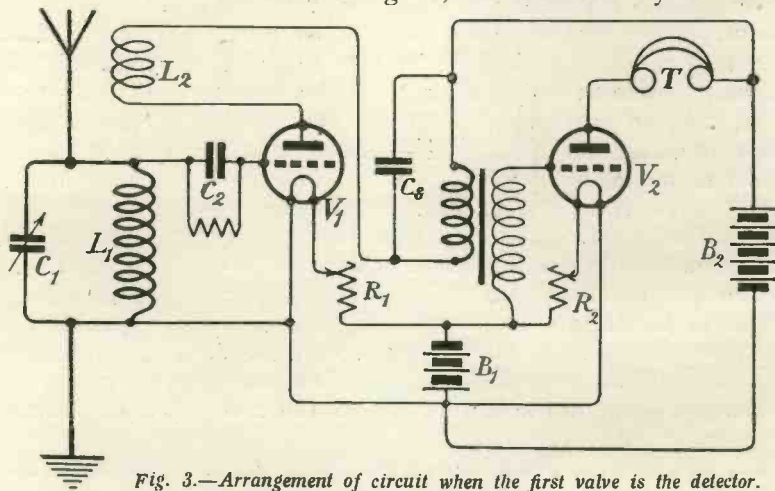 L2
T
C2
V1
C8
V2
C1
L1
B2
R1
R2
B1
Fig. 3.—Arrangement of circuit when the first valve is the detector.